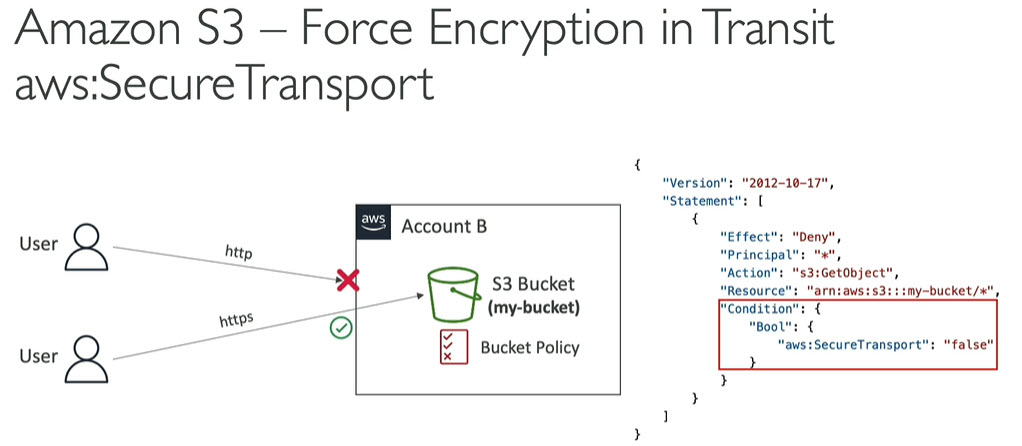 Amazon S3 – Force Encryption in Transit
aws:SecureTransport
User
http
User
https
aws
Account B
S3 Bucket
(my-bucket)
Bucket Policy
{
"Version": "2012-10-17",
"Statement": [
{
"Effect": "Deny",
"Principal": "*",
"Action": "s3:GetObject",
"Resource": "arn:aws:s3:::my-bucket/*",
"Condition": {
"Bool": {
"aws:SecureTransport": "false"
}
}
}
]
}